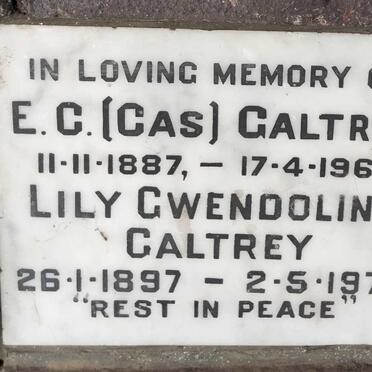 IN LOVING MEMORY
E.C. (CAS) GALTR
11-11-1887, - 17-4-196
LILY GWENDOLIN
GALTREY
26-1-1897 - 2-5-197
"REST IN PEACE"